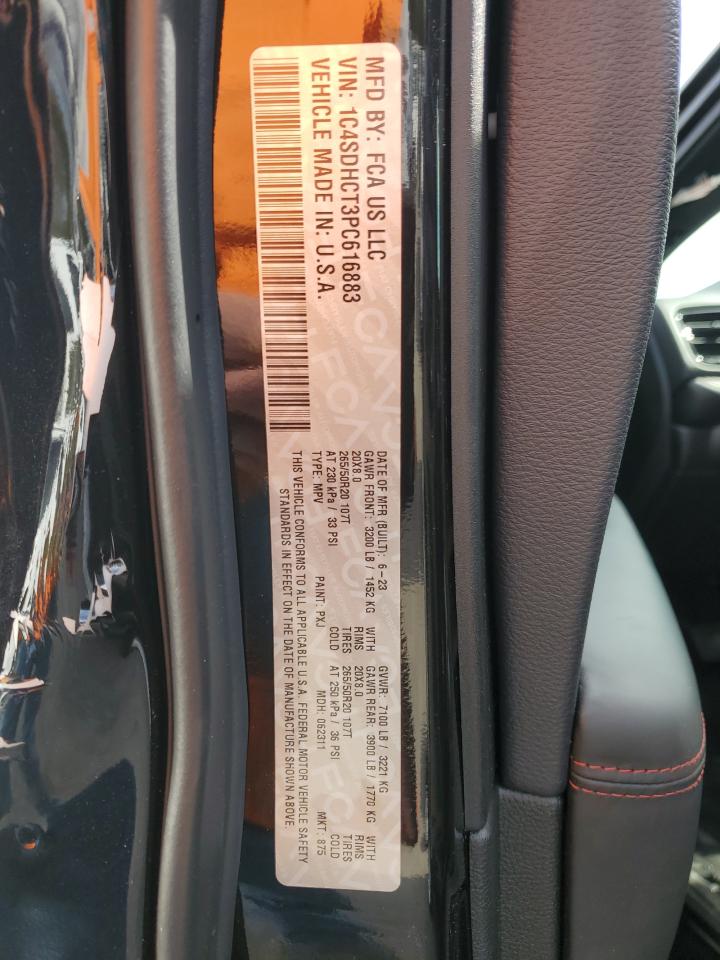 MFD BY: FCA US LLC
VIN: 1C4SDHCT3PC616883
VEHICLE MADE IN: U.S.A.
DATE OF MFR (BUILT): 6-23 GVWR: 7100 LB / 3221 KG
GAWR FRONT: 3200 LB / 1452 KG WITH GAWR REAR: 3900 LB / 1770 KG WITH
20X8.0 RIMS 20X8.0 RIMS
265/50R20 107T TIRES 265/50R20 107T TIRES
AT 230 kPa / 33 PSI COLD AT 250 kPa / 36 PSI COLD
TYPE: MPV PAINT: PXJ MDH: 062311 MKT: 875
THIS VEHICLE CONFORMS TO ALL APPLICABLE U.S.A. FEDERAL MOTOR VEHICLE SAFETY
STANDARDS IN EFFECT ON THE DATE OF MANUFACTURE SHOWN ABOVE.